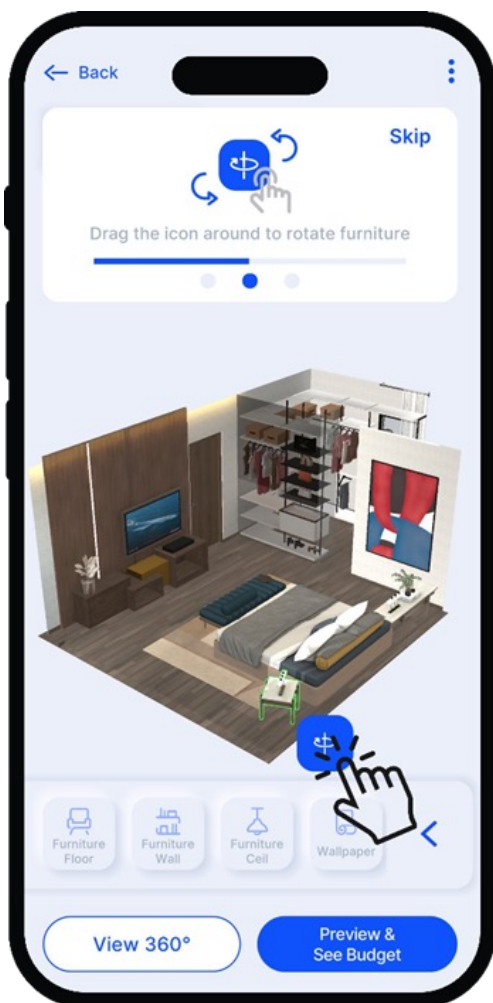 Back
Skip
Drag the icon around to rotate furniture
Furniture
Floor
Furniture
Wall
Furniture
Ceil
Wallpaper
View 360°
Preview &
See Budget